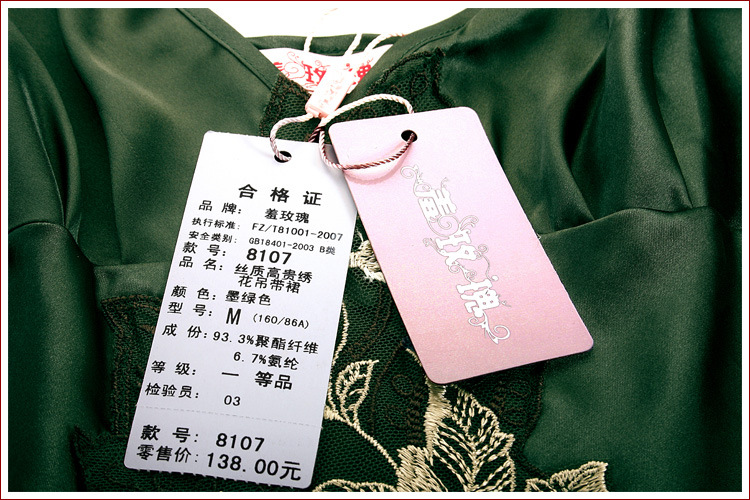 羞玫瑰
合格证
品 牌: 羞玫瑰
执行标准: FZ/T81001-2007
安全类别: GB18401-2003 B类
款 号: 8107
品 名: 丝质高贵绣
花吊带裙
颜 色: 墨绿色
型 号: M (160/86A)
成 份: 93.3%聚酯纤维
6.7%氨纶
等 级: 一 等品
检验员: 03
款 号: 8107
零售价: 138.00元
羞玫瑰